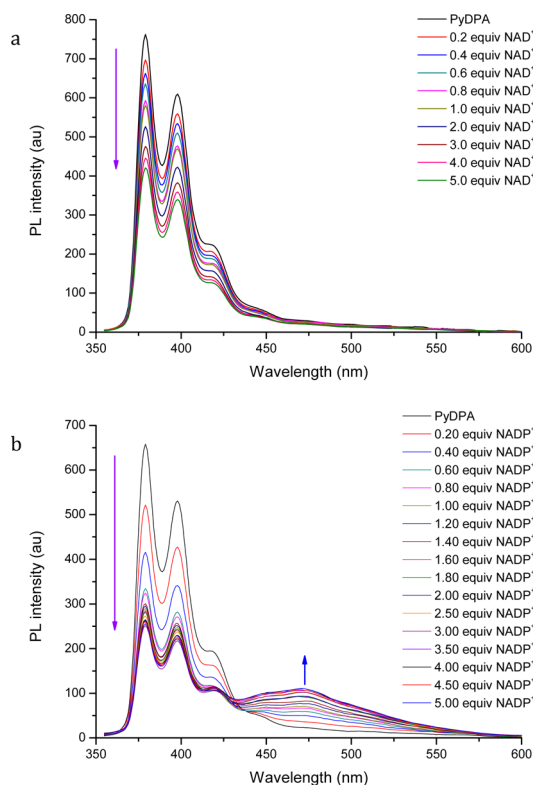 a
800
700
600
500
400
300
200
100
0
PL intensity (au)
350 400 450 500 550 600
Wavelength (nm)
PyDPA
0.2 equiv NAD⁺
0.4 equiv NAD⁺
0.6 equiv NAD⁺
0.8 equiv NAD⁺
1.0 equiv NAD⁺
2.0 equiv NAD⁺
3.0 equiv NAD⁺
4.0 equiv NAD⁺
5.0 equiv NAD⁺
b
700
600
500
400
300
200
100
0
PL intensity (au)
350 400 450 500 550 600
Wavelength (nm)
PyDPA
0.20 equiv NADP⁺
0.40 equiv NADP⁺
0.60 equiv NADP⁺
0.80 equiv NADP⁺
1.00 equiv NADP⁺
1.20 equiv NADP⁺
1.40 equiv NADP⁺
1.60 equiv NADP⁺
1.80 equiv NADP⁺
2.00 equiv NADP⁺
2.50 equiv NADP⁺
3.00 equiv NADP⁺
3.50 equiv NADP⁺
4.00 equiv NADP⁺
4.50 equiv NADP⁺
5.00 equiv NADP⁺